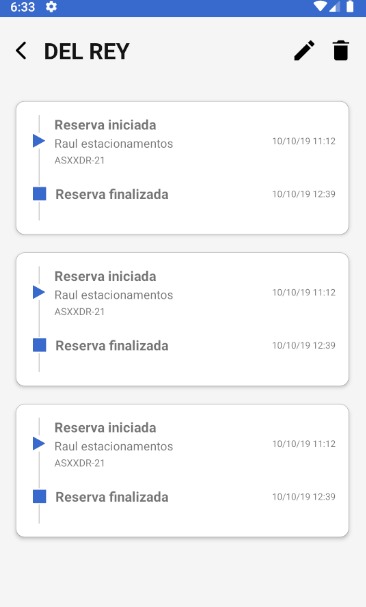 6:33
DEL REY
Reserva iniciada
Raul estacionamentos
10/10/19 11:12
ASXXDR-21
Reserva finalizada
10/10/19 12:39
Reserva iniciada
Raul estacionamentos
10/10/19 11:12
ASXXDR-21
Reserva finalizada
10/10/19 12:39
Reserva iniciada
Raul estacionamentos
10/10/19 11:12
ASXXDR-21
Reserva finalizada
10/10/19 12:39